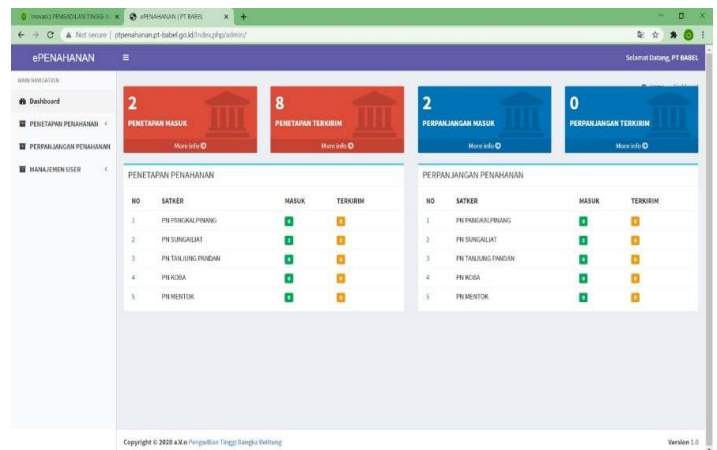 ePENAHANAN | PT BABEL
Not secure | ptpenahanan.pt-babel.go.id/index.php/admin/
ePENAHANAN
Selamat Datang, PT BABEL
MAIN NAVIGATION
Dashboard
PENETAPAN PENAHANAN
PERPANJANGAN PENAHANAN
MANAJEMEN USER
2
PENETAPAN MASUK
More info
8
PENETAPAN TERKIRIM
More info
2
PERPANJANGAN MASUK
More info
0
PERPANJANGAN TERKIRIM
More info
PENETAPAN PENAHANAN
NO SATKER MASUK TERKIRIM
1 PN PANGKALPINANG
2 PN SUNGAILIAT
3 PN TANJUNG PANDAN
4 PN KOBA
5 PN MENTOK
PERPANJANGAN PENAHANAN
NO SATKER MASUK TERKIRIM
1 PN PANGKALPINANG
2 PN SUNGAILIAT
3 PN TANJUNG PANDAN
4 PN KOBA
5 PN MENTOK
Copyright © 2020 a.V.n Pengadilan Tinggi Bangka Belitung
Version 1.0